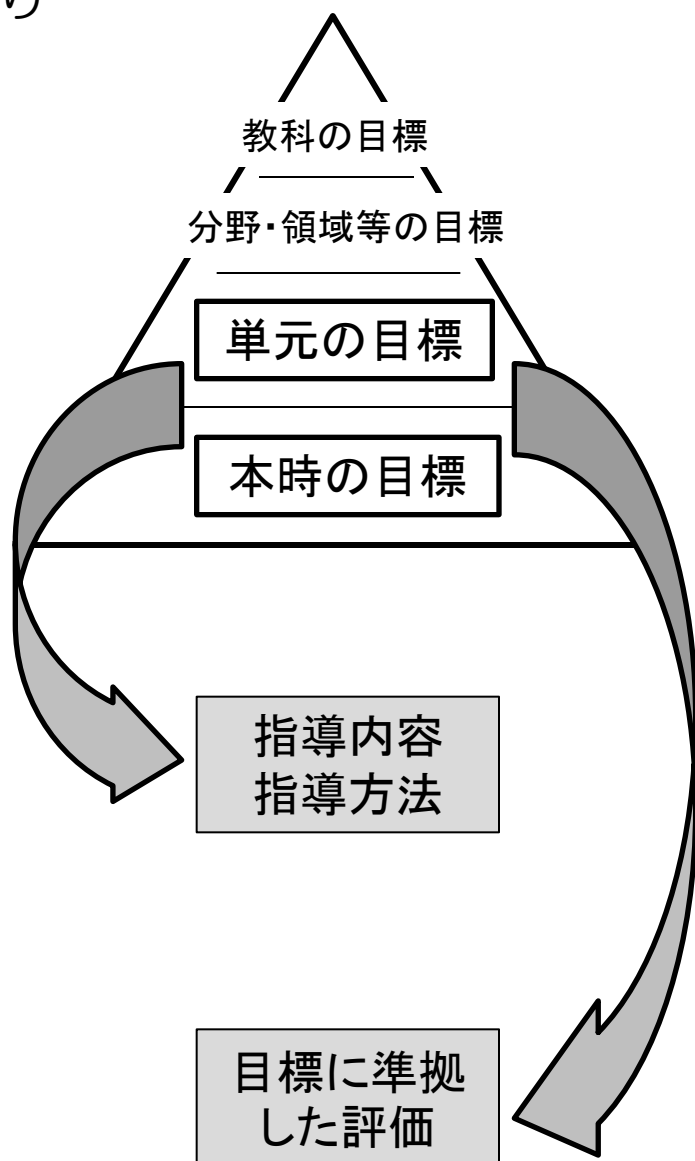 り
教科の目標
分野・領域等の目標
単元の目標
本時の目標
指導内容
指導方法
目標に準拠
した評価